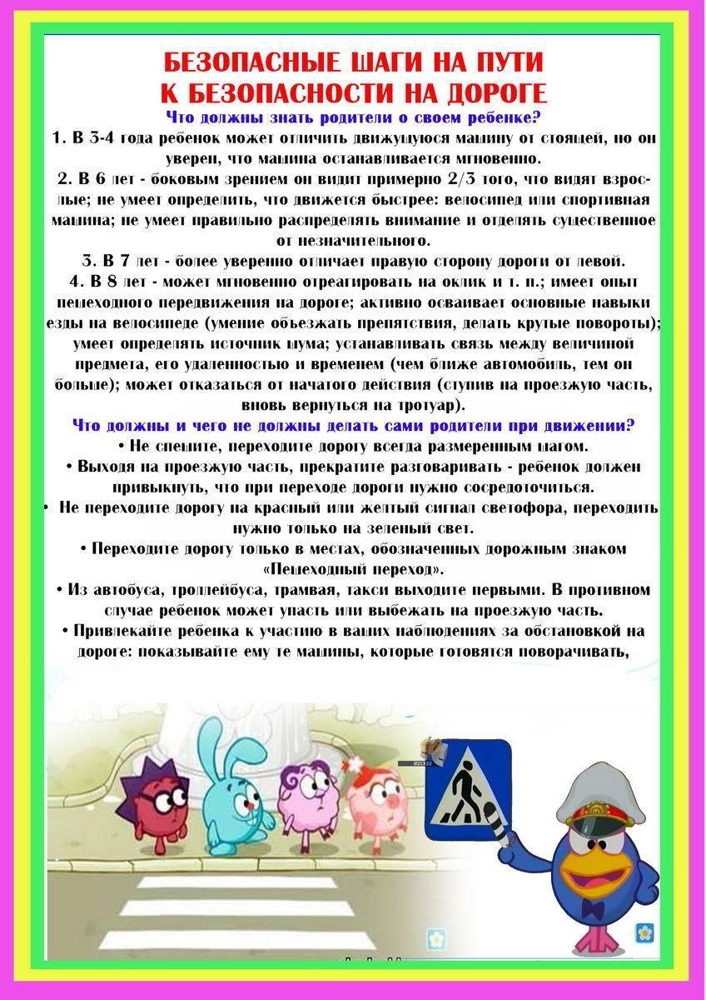 БЕЗОПАСНЫЕ ШАГИ НА ПУТИ
К БЕЗОПАСНОСТИ НА ДОРОГЕ
Что должны знать родители о своем ребенке?
1. В 3-4 года ребенок может отличить движущуюся машину от стоящей, но он
уверен, что машина останавливается мгновенно.
2. В 6 лет - боковым зрением он видит примерно 2/3 того, что видят взрос-
лые; не умеет определить, что движется быстрее: велосипед или спортивная
машина; не умеет правильно распределять внимание и отделять существенное
от незначительного.
3. В 7 лет - более уверенно отличает правую сторону дороги от левой.
4. В 8 лет - может мгновенно отреагировать на оклик и т. п.; имеет опыт
пешеходного передвижения на дороге; активно осваивает основные навыки
езды на велосипеде (умение объезжать препятствия, делать крутые повороты);
умеет определять источник шума; устанавливать связь между величиной
предмета, его удаленностью и временем (чем ближе автомобиль, тем он
больше); может отказаться от начатого действия (ступив на проезжую часть,
вновь вернуться на тротуар).
Что должны и чего не должны делать сами родители при движении?
• Не спешите, переходите дорогу всегда размеренным шагом.
• Выходя на проезжую часть, прекратите разговаривать - ребенок должен
привыкнуть, что при переходе дороги нужно сосредоточиться.
• Не переходите дорогу на красный или желтый сигнал светофора, переходить
нужно только на зеленый свет.
• Переходите дорогу только в местах, обозначенных дорожным знаком
«Пешеходный переход».
• Из автобуса, троллейбуса, трамвая, такси выходите первыми. В противном
случае ребенок может упасть или выбежать на проезжую часть.
• Привлекайте ребенка к участию в ваших наблюдениях за обстановкой на
дороге: показывайте ему те машины, которые готовятся поворачивать,
МОСКВА